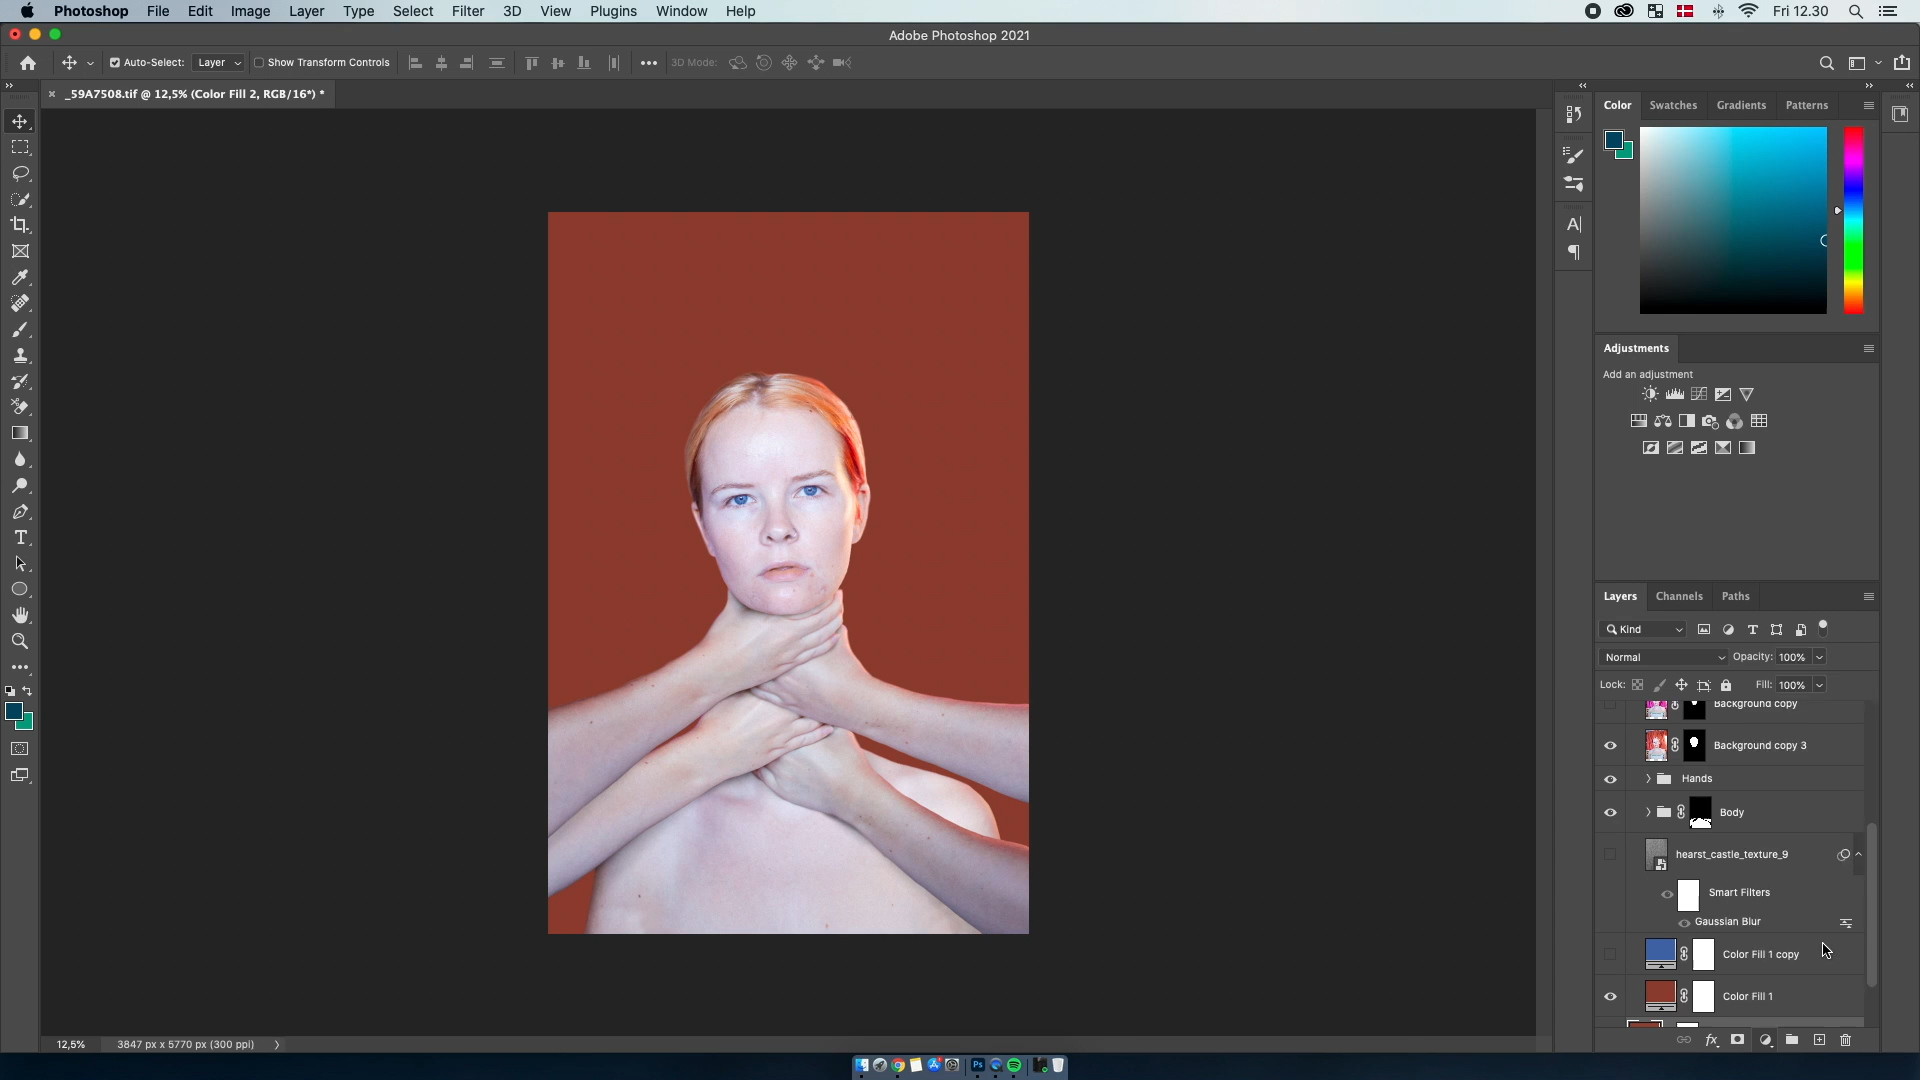 Photoshop File Edit Image Layer Type Select Filter 3D View Plugins Window Help Fri 12.30
Adobe Photoshop 2021
Auto-Select: Layer Show Transform Controls 3D Mode:
_59A7508.tif @ 12,5% (Color Fill 2, RGB/16*) *
Color Swatches Gradients Patterns
Adjustments
Add an adjustment
Layers Channels Paths
Kind
Normal Opacity: 100%
Lock: Fill: 100%
Background copy
Background copy 3
Hands
Body
hearst_castle_texture_9
Smart Filters
Gaussian Blur
Color Fill 1 copy
Color Fill 1
12,5% 3847 px x 5770 px (300 ppi)